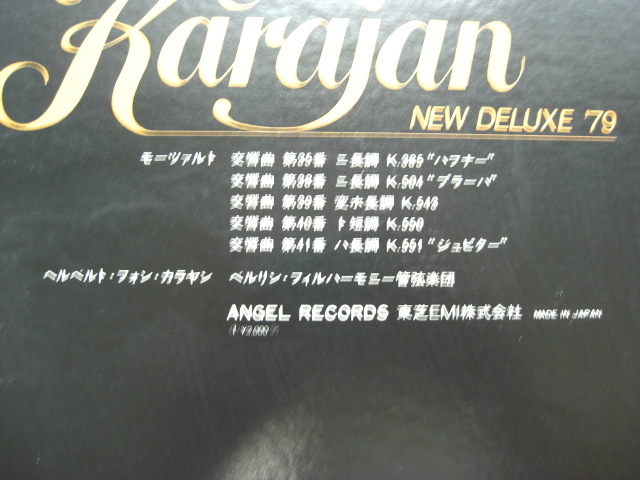 Karajan
NEW DELUXE '79
モーツァルト 交響曲 第35番 ニ長調 K.385 "ハフナー"
交響曲 第38番 ニ長調 K.504 "プラーハ"
交響曲 第39番 変ホ長調 K.543
交響曲 第40番 ト短調 K.550
交響曲 第41番 ハ長調 K.551 "ジュピター"
ヘルベルト・フォン・カラヤン ベルリン・フィルハーモニー管弦楽団
ANGEL RECORDS 東芝EMI株式会社 MADE IN JAPAN